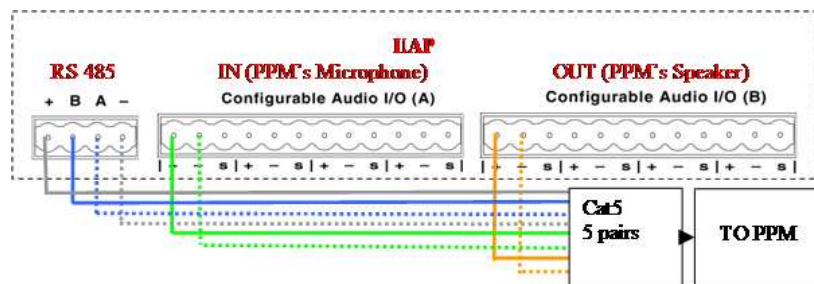 IIAP
RS 485
IN (PPM's Microphone)
OUT (PPM's Speaker)
Configurable Audio I/O (A)
Configurable Audio I/O (B)
+ B A −
| + − s | + − s | + − s | + − s |
| + − s | + − s | + − s | + − s |
Cat5
5 pairs
TO PPM